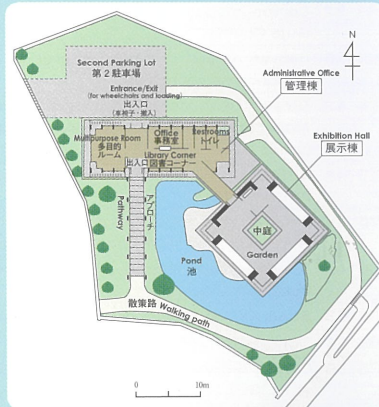 N
Second Parking Lot
第2駐車場
Entrance/Exit
(for wheelchairs and loading)
出入口
(車椅子・搬入)
Administrative Office
管理棟
Exhibition Hall
展示棟
Multipurpose Room
多目的
ルーム
Office
事務室
Restrooms
トイレ
Library Corner
図書コーナー
出入口
Pathway
アプローチ
中庭
Garden
Pond
池
散策路 Walking path
0 10m